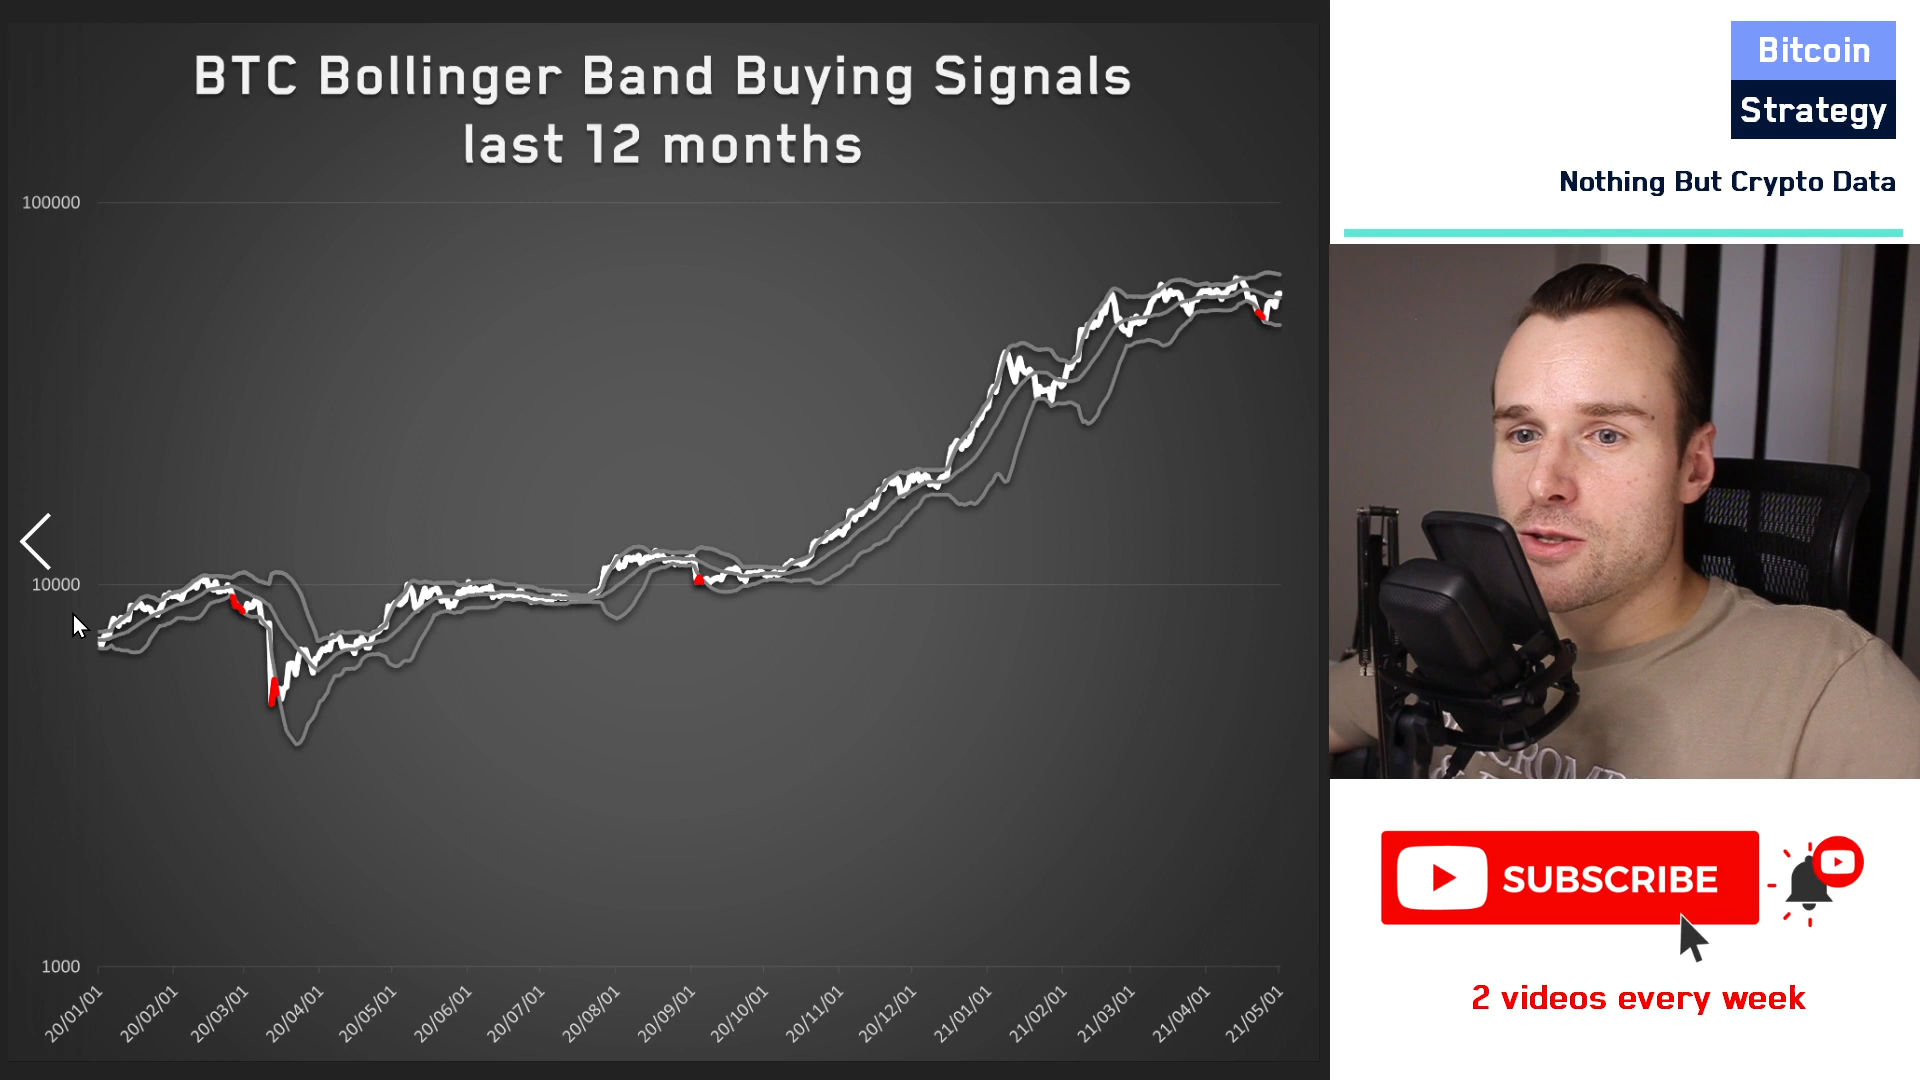 BTC Bollinger Band Buying Signals
last 12 months
100000
10000
1000
20/01/01
20/02/01
20/03/01
20/04/01
20/05/01
20/06/01
20/07/01
20/08/01
20/09/01
20/10/01
20/11/01
20/12/01
21/01/01
21/02/01
21/03/01
21/04/01
21/05/01
Bitcoin
Strategy
Nothing But Crypto Data
SUBSCRIBE
2 videos every week